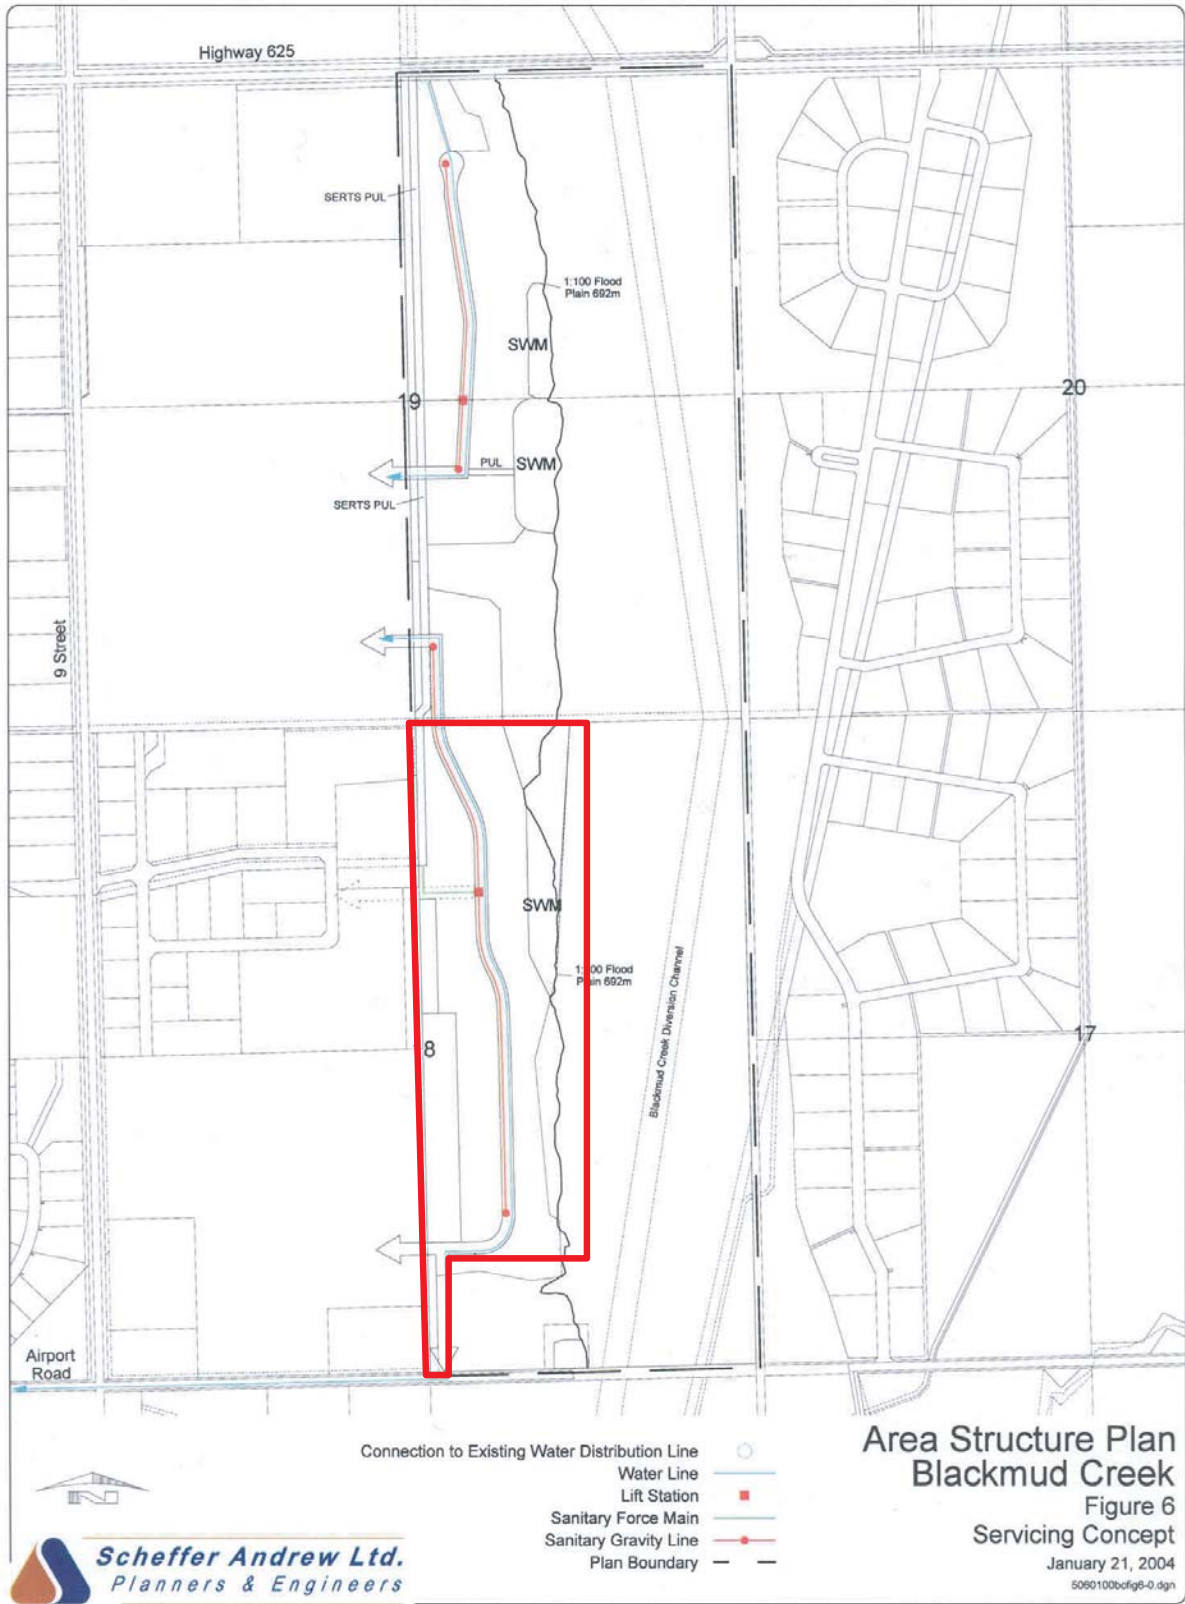 Highway 625
SERTS PUL
1:100 Flood
Plain 692m
SWM
19
20
PUL
SWM
SERTS PUL
9 Street
SWM
Flood
692m
Blackmud Creek Diversion Channel
8
17
Airport
Road
Connection to Existing Water Distribution Line
Water Line
Lift Station
Sanitary Force Main
Sanitary Gravity Line
Plan Boundary
Area Structure Plan
Blackmud Creek
Figure 6
Servicing Concept
January 21, 2004
5060100bcfig6-0.dgn
N
Scheffer Andrew Ltd.
Planners & Engineers